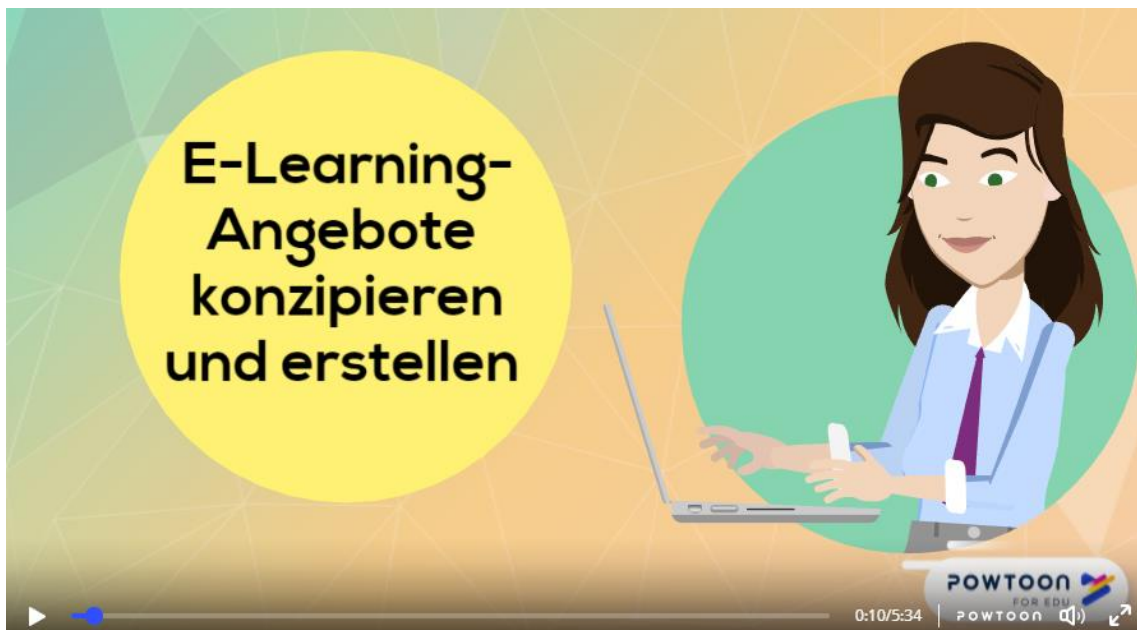 E-Learning-
Angebote
konzipieren
und erstellen
POWTOON
FOR EDU
0:10/5:34 POWTOON